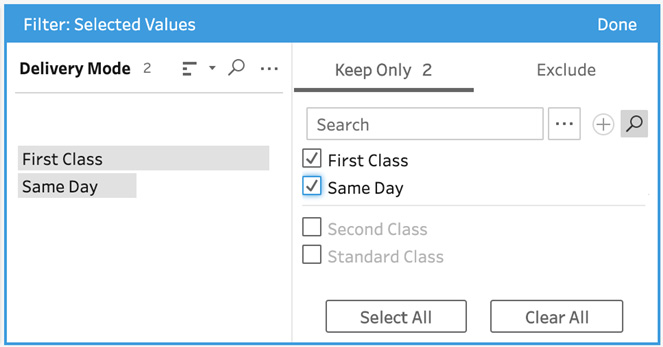 Filter: Selected Values Done
Delivery Mode 2
First Class
Same Day
Keep Only 2 Exclude
Search
First Class
Same Day
Second Class
Standard Class
Select All Clear All